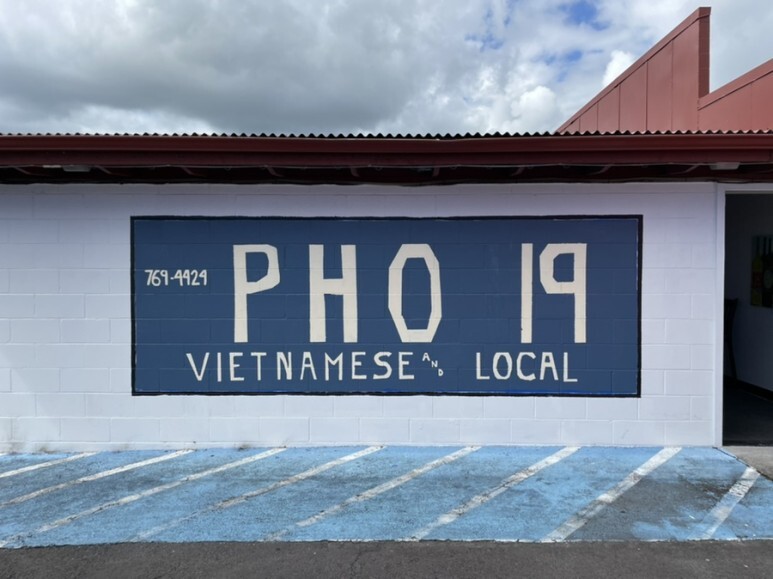 PHO 19
769-4424
VIETNAMESE AND LOCAL